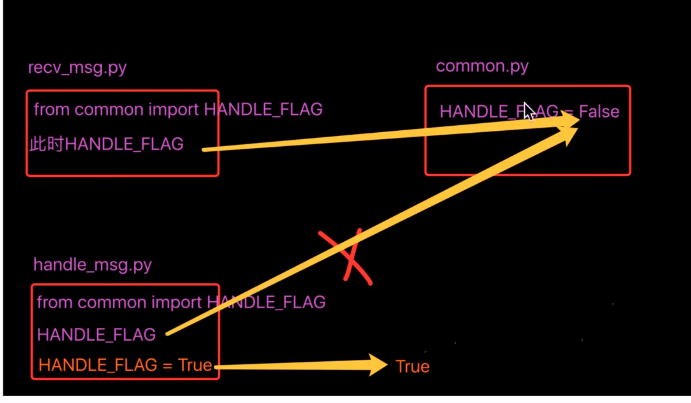 recv_msg.py
from common import HANDLE_FLAG
此时HANDLE_FLAG
common.py
HANDLE_FLAG = False
handle_msg.py
from common import HANDLE_FLAG
HANDLE_FLAG
HANDLE_FLAG = True
True